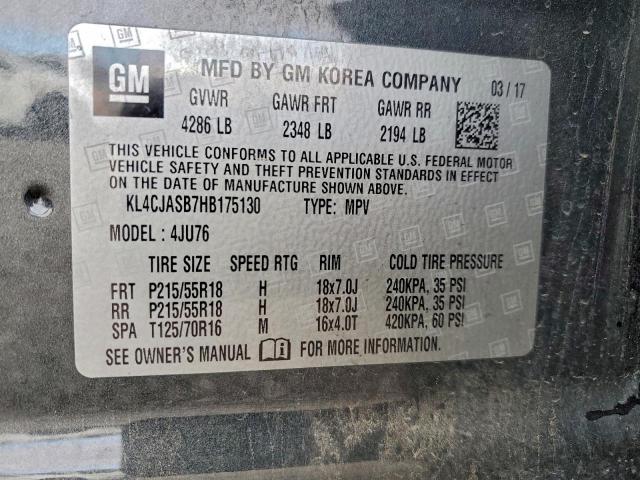 GM MFD BY GM KOREA COMPANY 03 / 17
GVWR GAWR FRT GAWR RR
4286 LB 2348 LB 2194 LB
THIS VEHICLE CONFORMS TO ALL APPLICABLE U.S. FEDERAL MOTOR
VEHICLE SAFETY AND THEFT PREVENTION STANDARDS IN EFFECT
ON THE DATE OF MANUFACTURE SHOWN ABOVE.
KL4CJASB7HB175130 TYPE: MPV
MODEL : 4JU76
TIRE SIZE SPEED RTG RIM COLD TIRE PRESSURE
FRT P215/55R18 H 18x7.0J 240KPA, 35 PSI
RR P215/55R18 H 18x7.0J 240KPA, 35 PSI
SPA T125/70R16 M 16x4.0T 420KPA, 60 PSI
SEE OWNER'S MANUAL FOR MORE INFORMATION.